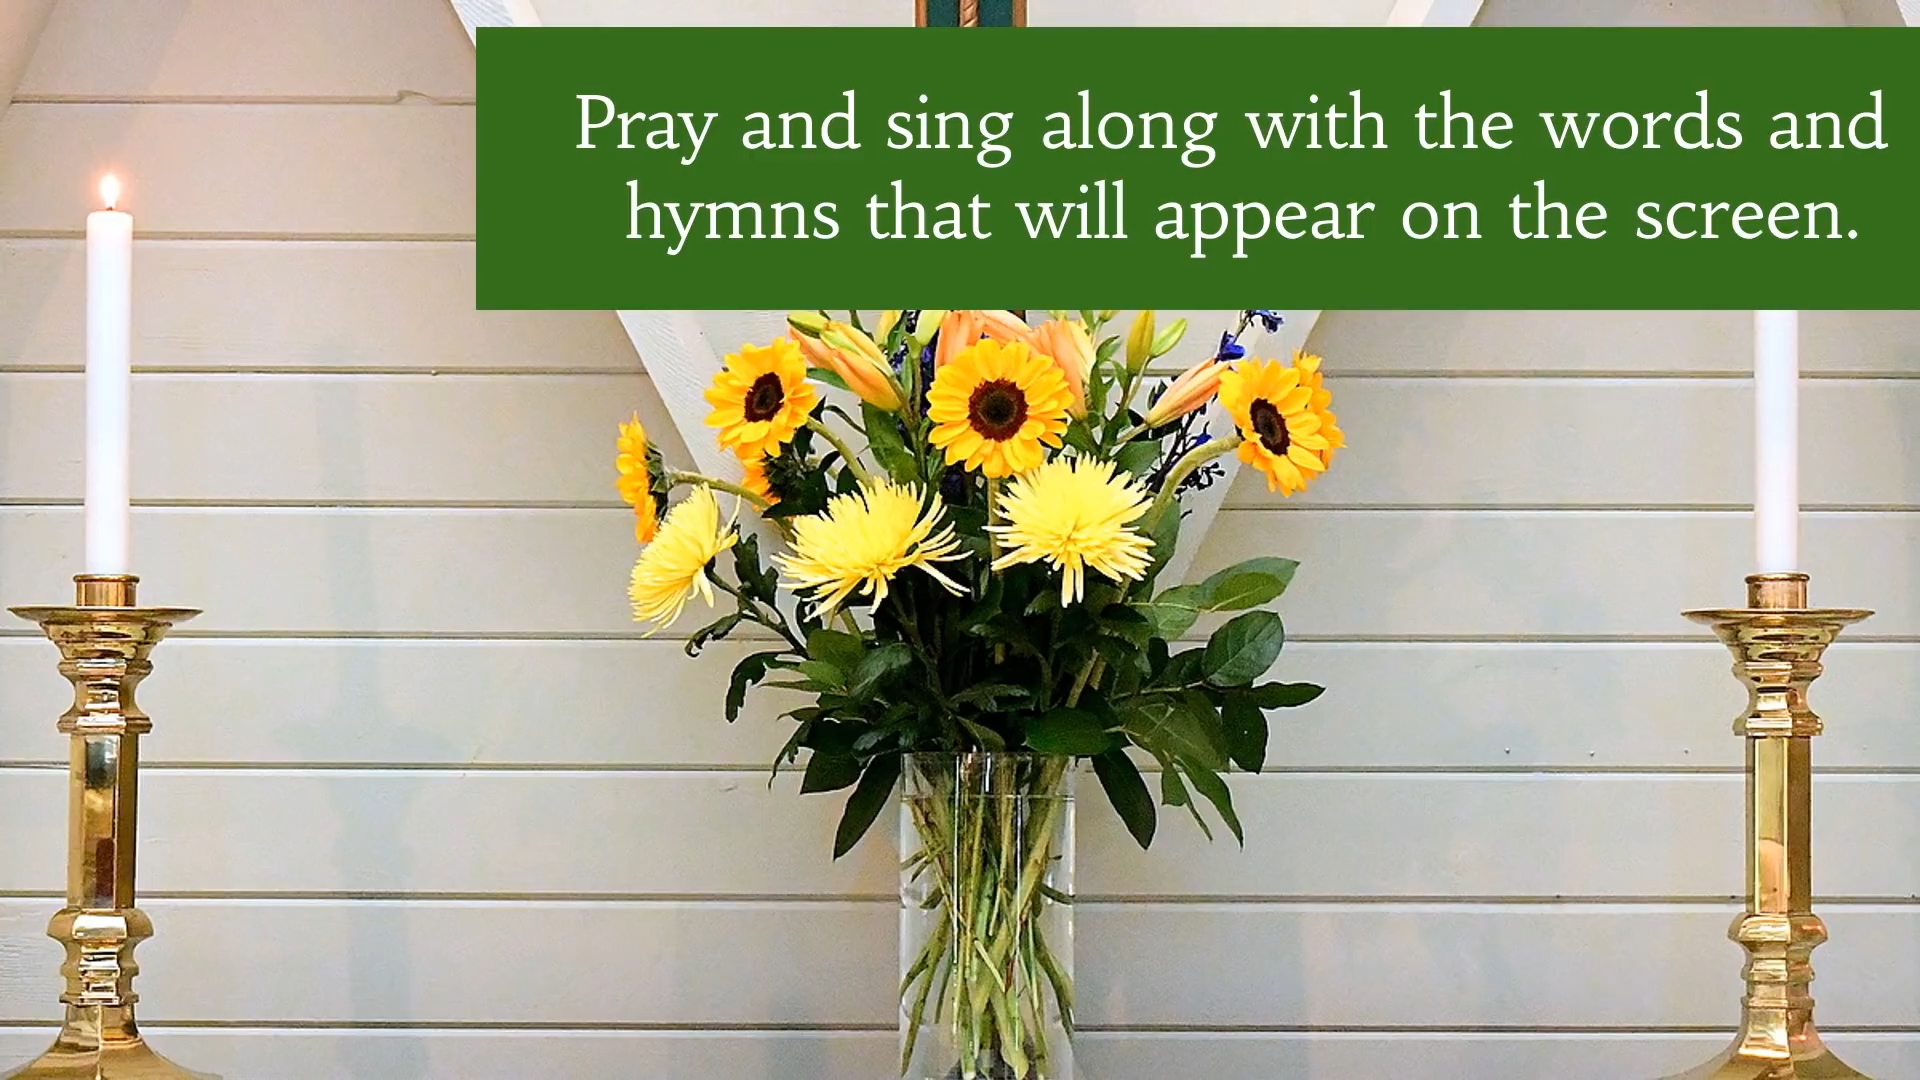 Pray and sing along with the words and
hymns that will appear on the screen.